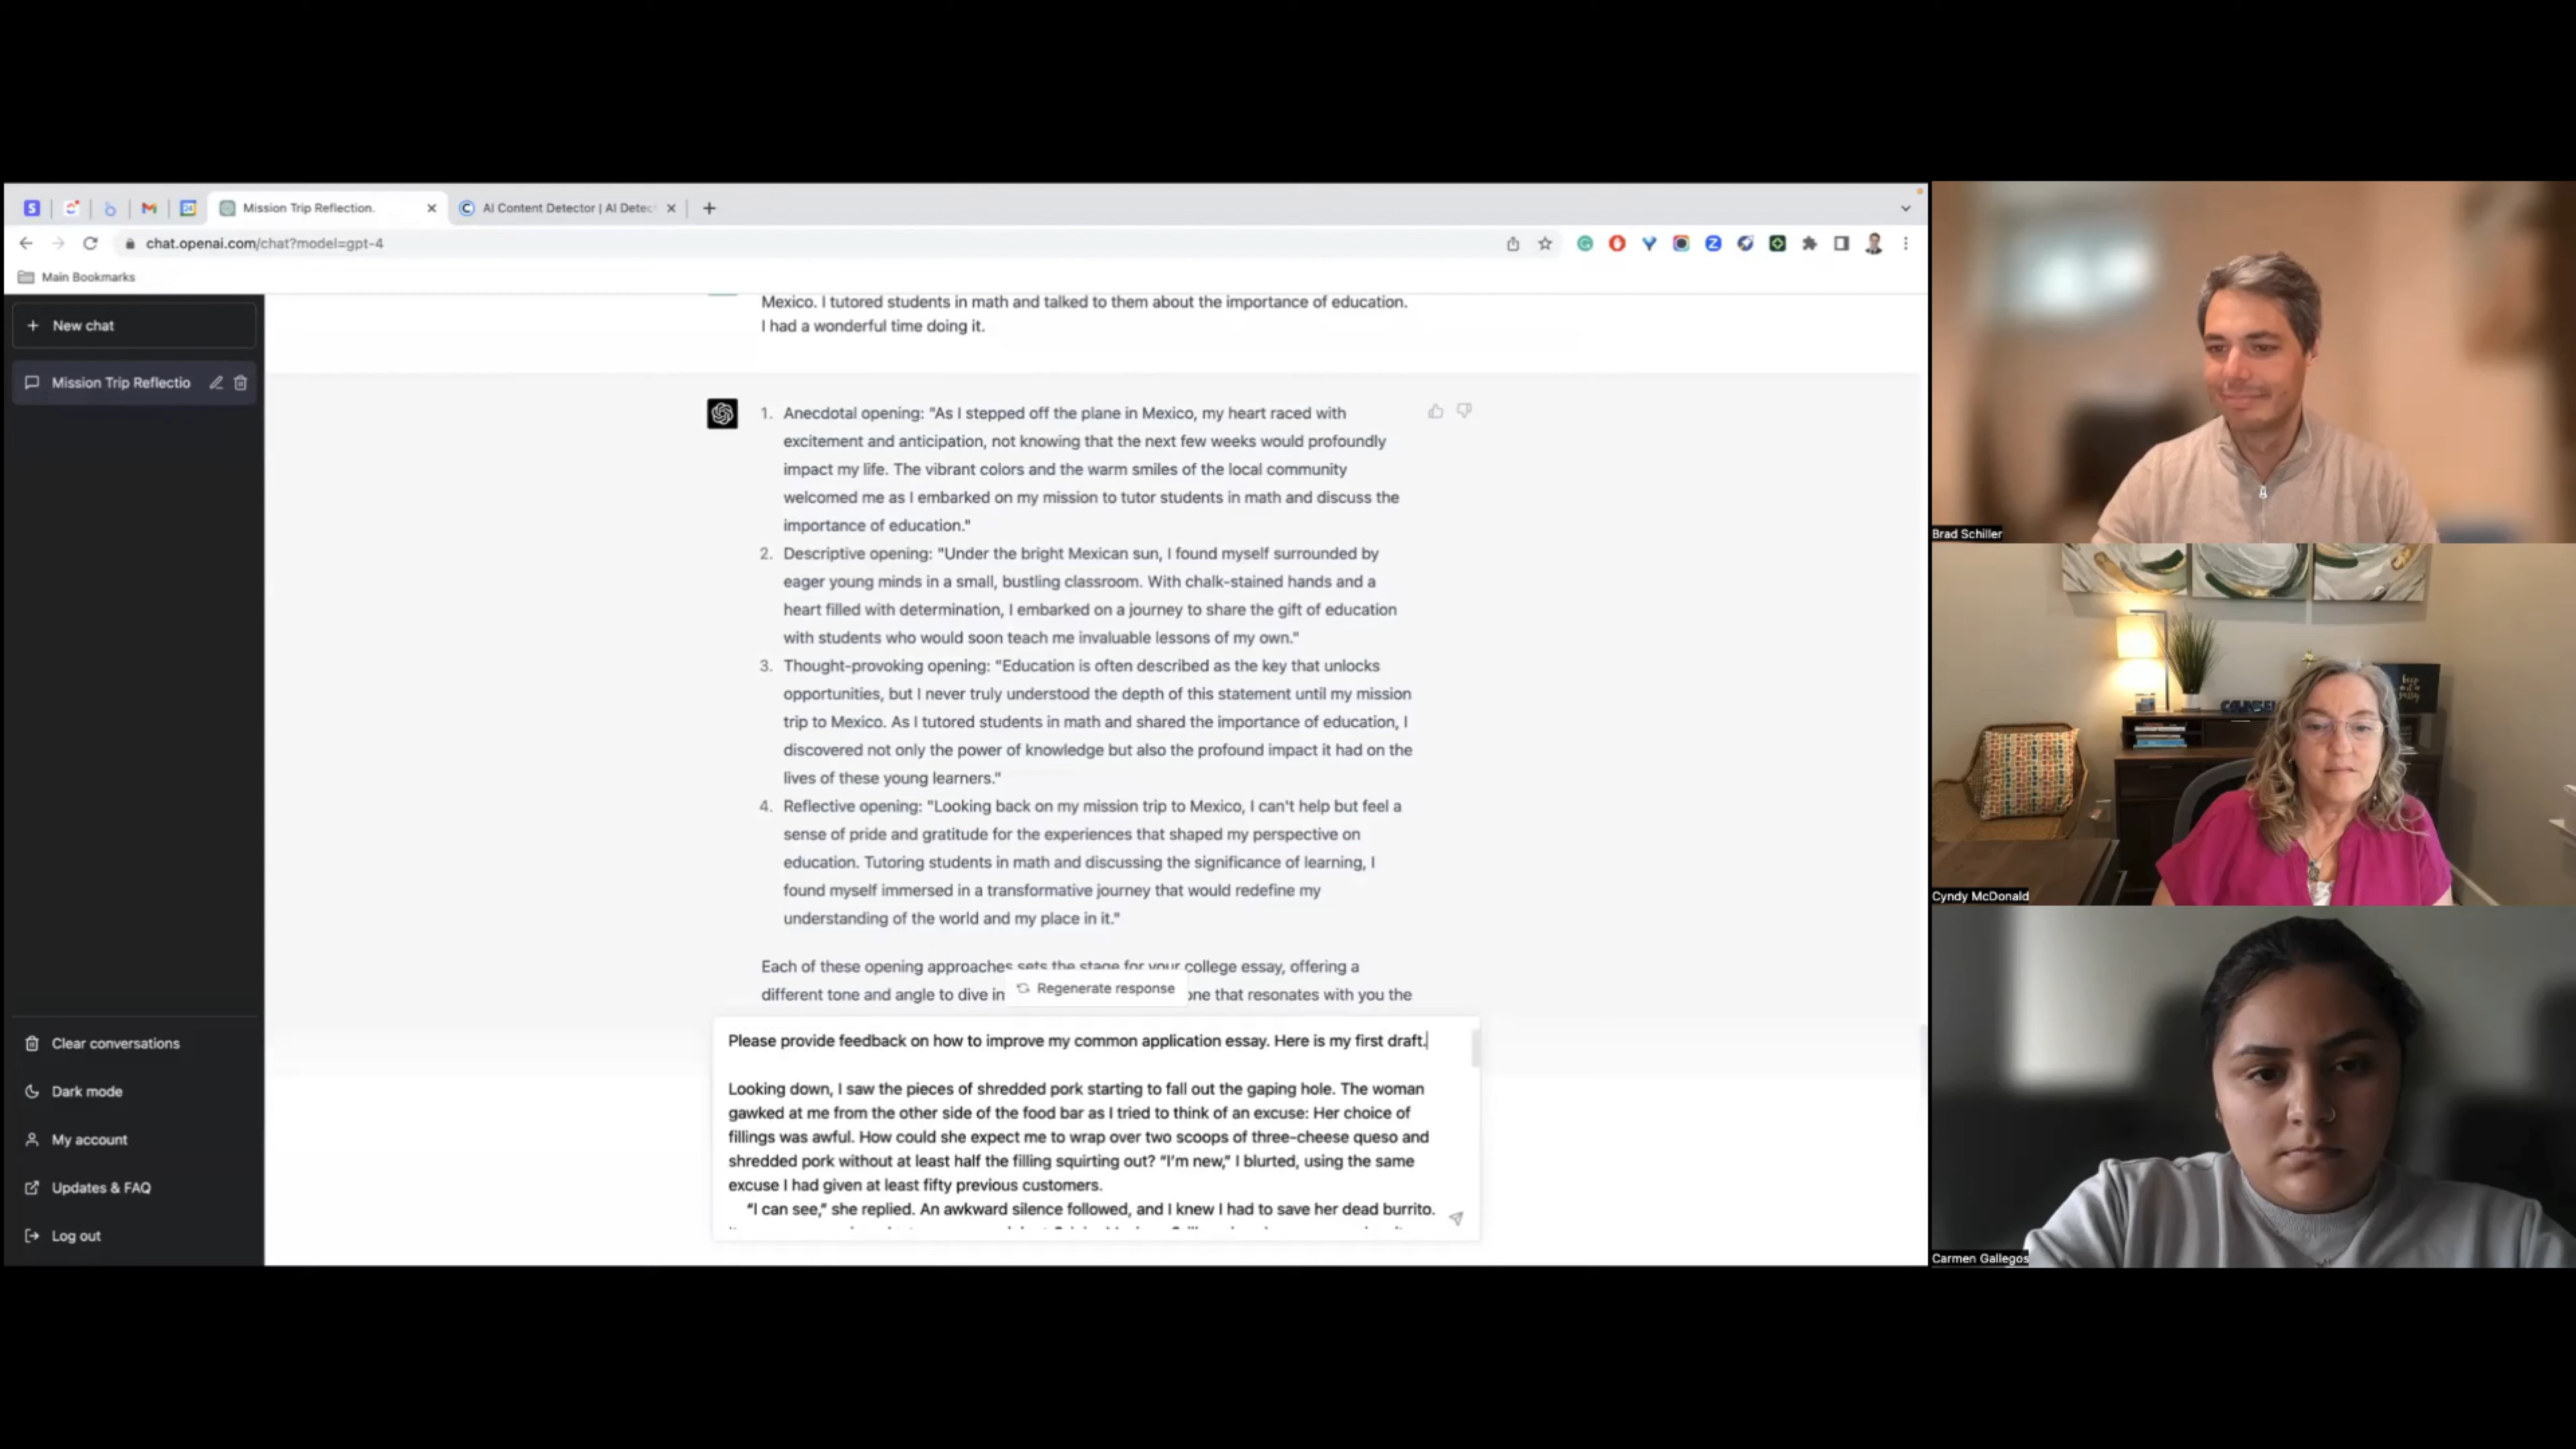 Mission Trip Reflection.
AI Content Detector | AI Detec
chat.openai.com/chat?model=gpt-4
Main Bookmarks
New chat
Mission Trip Reflectio
Clear conversations
Dark mode
My account
Updates & FAQ
Log out
Mexico. I tutored students in math and talked to them about the importance of education.
I had a wonderful time doing it.
1. Anecdotal opening: "As I stepped off the plane in Mexico, my heart raced with
excitement and anticipation, not knowing that the next few weeks would profoundly
impact my life. The vibrant colors and the warm smiles of the local community
welcomed me as I embarked on my mission to tutor students in math and discuss the
importance of education."
2. Descriptive opening: "Under the bright Mexican sun, I found myself surrounded by
eager young minds in a small, bustling classroom. With chalk-stained hands and a
heart filled with determination, I embarked on a journey to share the gift of education
with students who would soon teach me invaluable lessons of my own."
3. Thought-provoking opening: "Education is often described as the key that unlocks
opportunities, but I never truly understood the depth of this statement until my mission
trip to Mexico. As I tutored students in math and shared the importance of education, I
discovered not only the power of knowledge but also the profound impact it had on the
lives of these young learners."
4. Reflective opening: "Looking back on my mission trip to Mexico, I can't help but feel a
sense of pride and gratitude for the experiences that shaped my perspective on
education. Tutoring students in math and discussing the significance of learning, I
found myself immersed in a transformative journey that would redefine my
understanding of the world and my place in it."
Each of these opening approaches sets the stage for your college essay, offering a
different tone and angle to dive in
one that resonates with you the
Regenerate response
Please provide feedback on how to improve my common application essay. Here is my first draft.
Looking down, I saw the pieces of shredded pork starting to fall out the gaping hole. The woman
gawked at me from the other side of the food bar as I tried to think of an excuse: Her choice of
fillings was awful. How could she expect me to wrap over two scoops of three-cheese queso and
shredded pork without at least half the filling squirting out? “I’m new,” I blurted, using the same
excuse I had given at least fifty previous customers.
“I can see,” she replied. An awkward silence followed, and I knew I had to save her dead burrito.
Brad Schiller
Cyndy McDonald
Carmen Gallegos